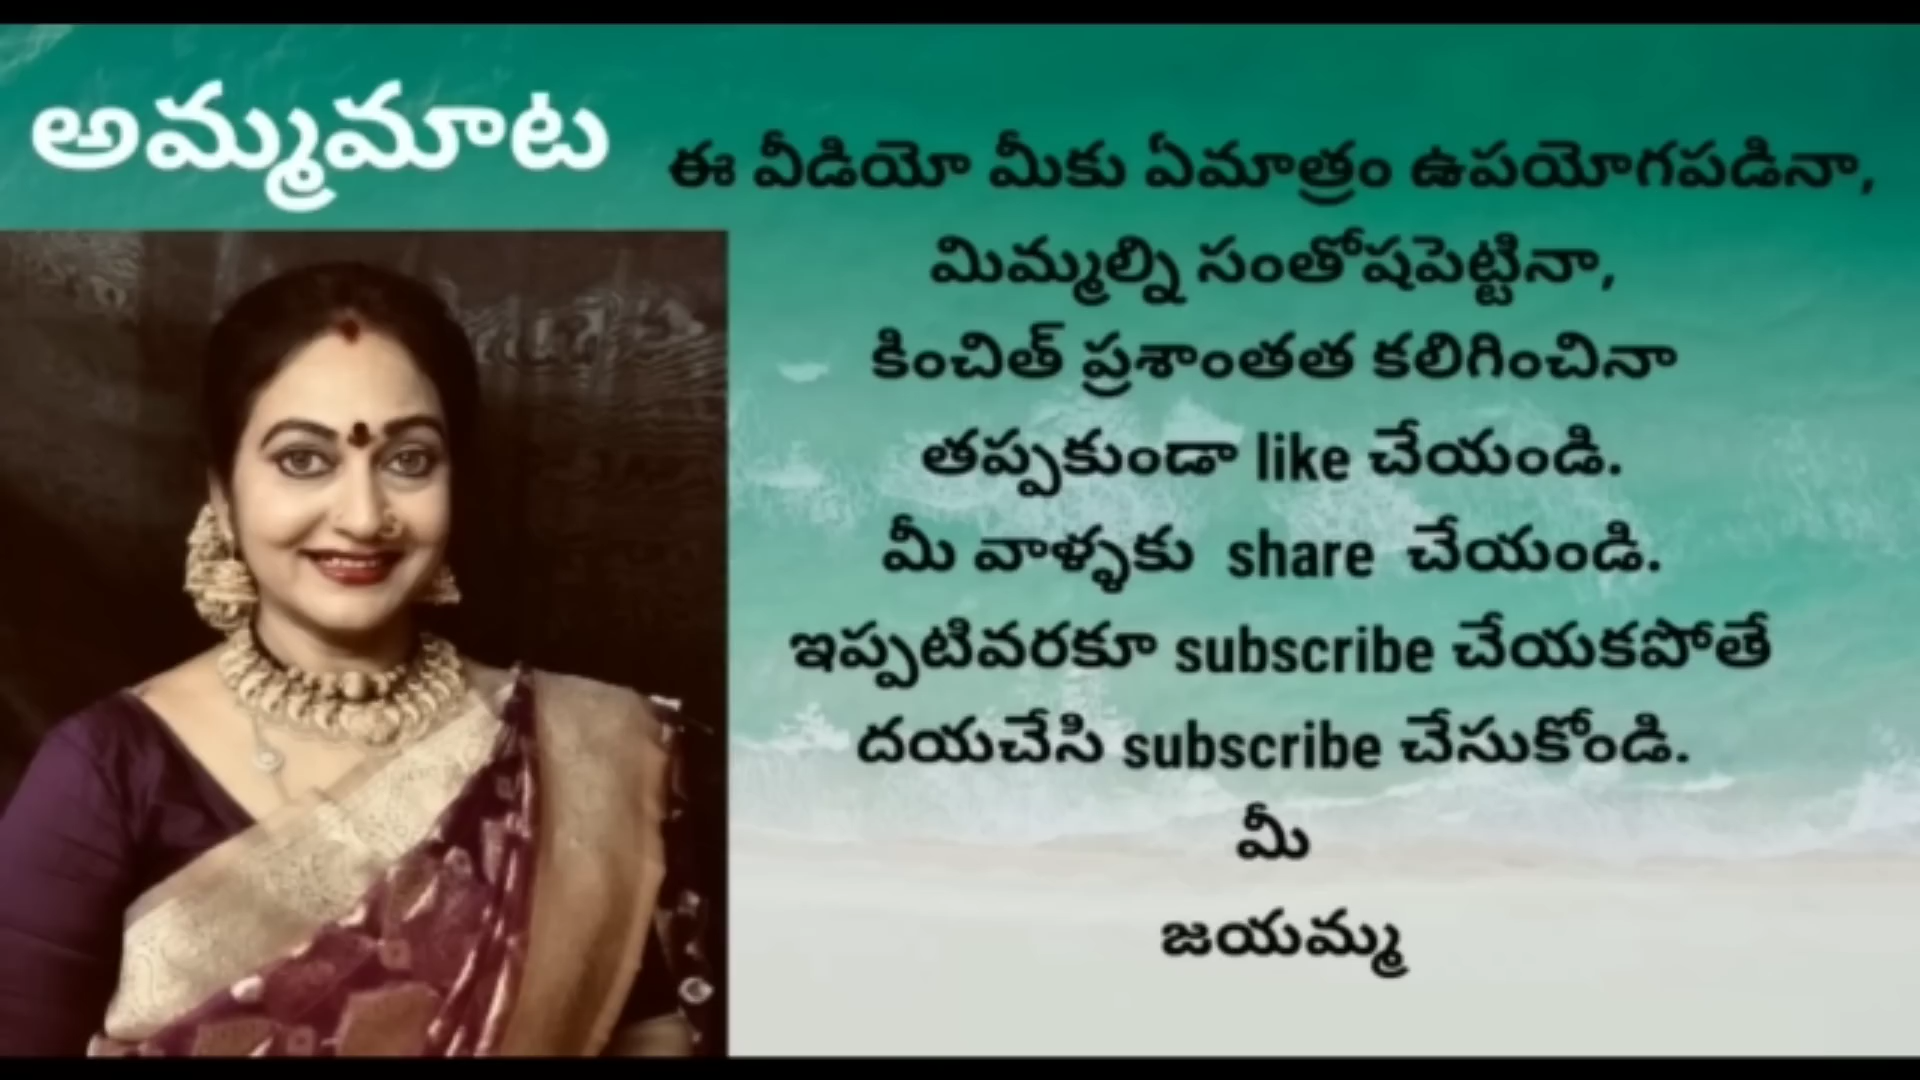 అమ్మమాట
ఈ వీడియో మీకు ఏమాత్రం ఉపయోగపడినా,
మిమ్మల్ని సంతోషపెట్టినా,
కించిత్ ప్రశాంతత కలిగించినా
తప్పకుండా like చేయండి.
మీ వాళ్ళకు share చేయండి.
ఇప్పటివరకూ subscribe చేయకపోతే
దయచేసి subscribe చేసుకోండి.
మీ
జయమ్మ